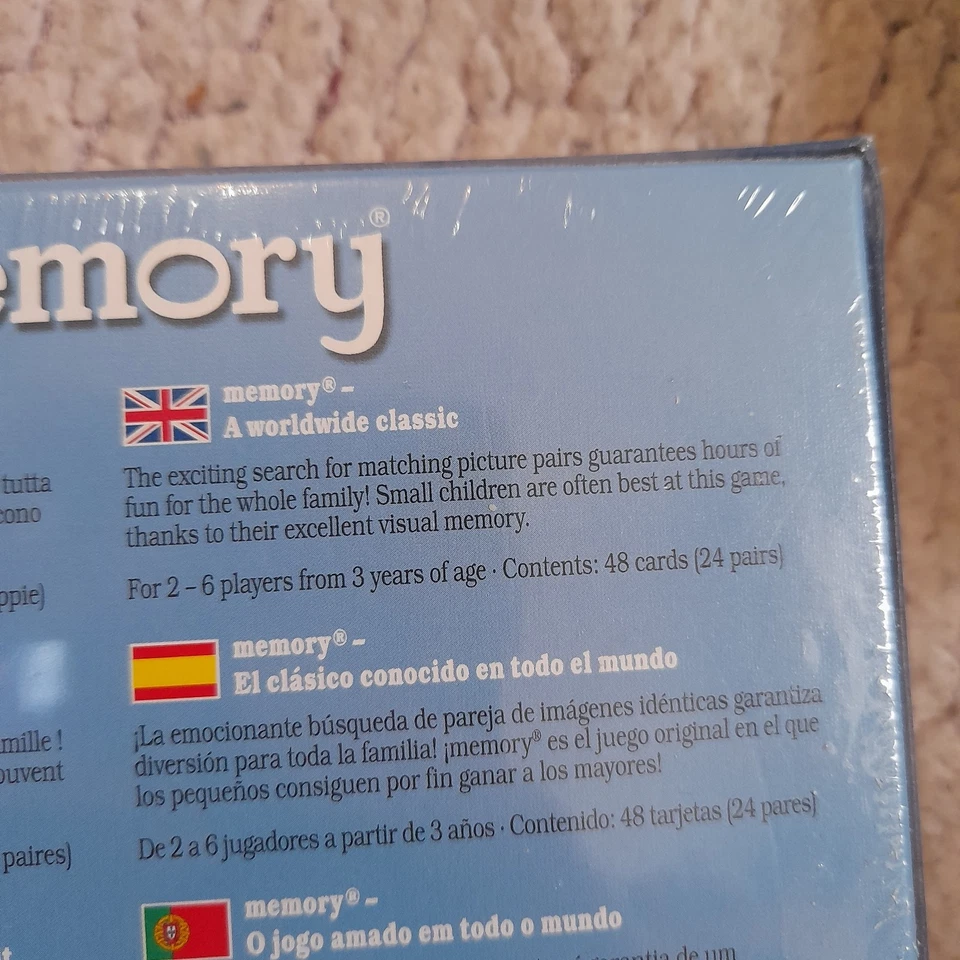 emory®
tutta
cono
ppie)
mille !
ouvent
paires)
t
memory® –
A worldwide classic
The exciting search for matching picture pairs guarantees hours of
fun for the whole family! Small children are often best at this game,
thanks to their excellent visual memory.
For 2 – 6 players from 3 years of age · Contents: 48 cards (24 pairs)
memory® –
El clásico conocido en todo el mundo
¡La emocionante búsqueda de pareja de imágenes idénticas garantiza
diversión para toda la familia! ¡memory® es el juego original en el que
los pequeños consiguen por fin ganar a los mayores!
De 2 a 6 jugadores a partir de 3 años · Contenido: 48 tarjetas (24 pares)
memory® –
O jogo amado em todo o mundo
de um